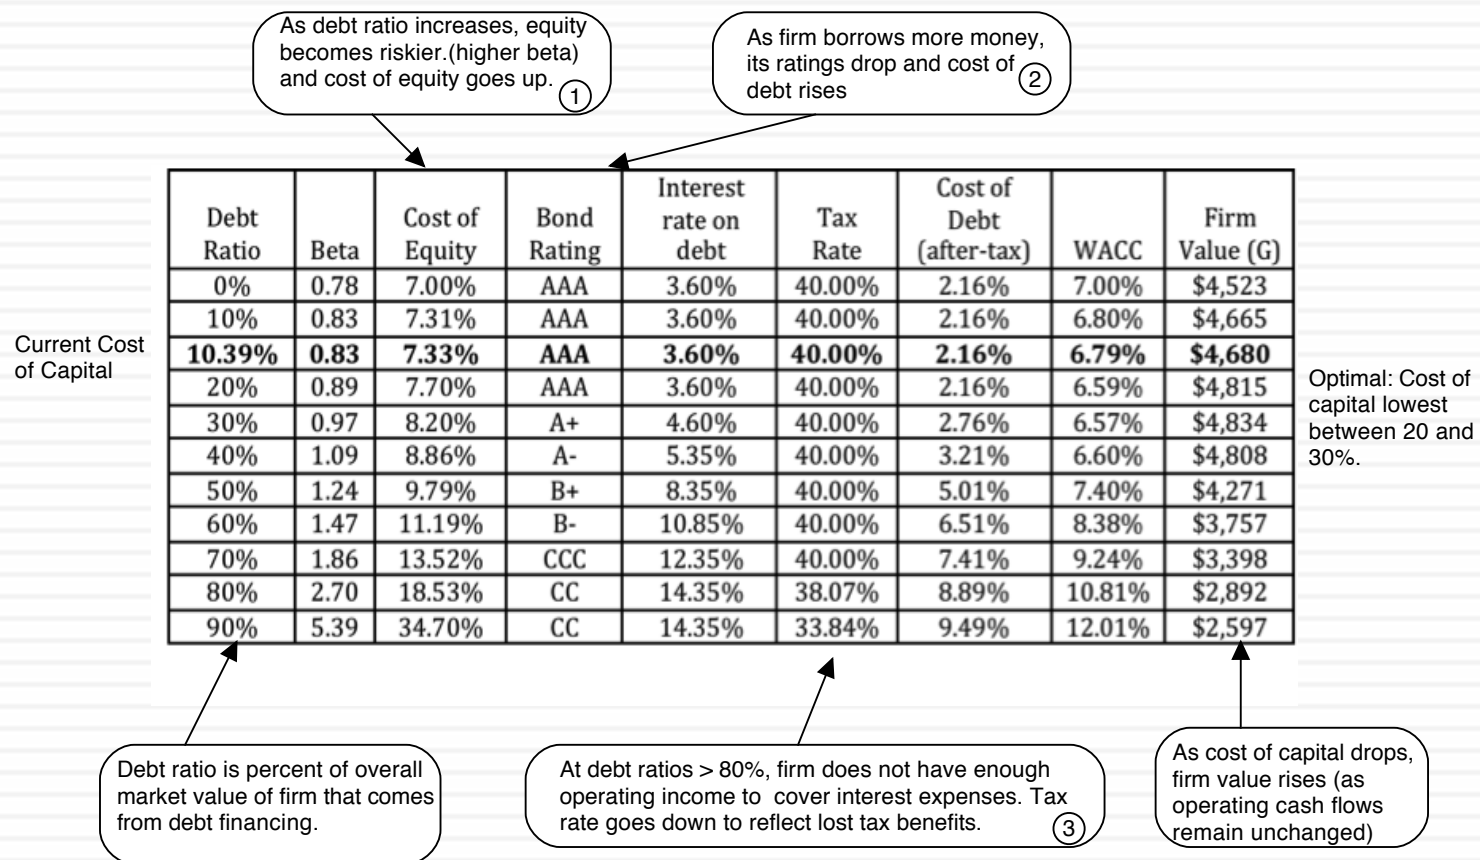 As debt ratio increases, equity
becomes riskier.(higher beta)
and cost of equity goes up.
1
As firm borrows more money,
its ratings drop and cost of
debt rises
2
Debt Ratio Beta Cost of Equity Bond Rating Interest rate on debt Tax Rate Cost of Debt (after-tax) WACC Firm Value (G)
0% 0.78 7.00% AAA 3.60% 40.00% 2.16% 7.00% $4,523
10% 0.83 7.31% AAA 3.60% 40.00% 2.16% 6.80% $4,665
10.39% 0.83 7.33% AAA 3.60% 40.00% 2.16% 6.79% $4,680
20% 0.89 7.70% AAA 3.60% 40.00% 2.16% 6.59% $4,815
30% 0.97 8.20% A+ 4.60% 40.00% 2.76% 6.57% $4,834
40% 1.09 8.86% A- 5.35% 40.00% 3.21% 6.60% $4,808
50% 1.24 9.79% B+ 8.35% 40.00% 5.01% 7.40% $4,271
60% 1.47 11.19% B- 10.85% 40.00% 6.51% 8.38% $3,757
70% 1.86 13.52% CCC 12.35% 40.00% 7.41% 9.24% $3,398
80% 2.70 18.53% CC 14.35% 38.07% 8.89% 10.81% $2,892
90% 5.39 34.70% CC 14.35% 33.84% 9.49% 12.01% $2,597
Current Cost
of Capital
Optimal: Cost of
capital lowest
between 20 and
30%.
Debt ratio is percent of overall
market value of firm that comes
from debt financing.
At debt ratios > 80%, firm does not have enough
operating income to cover interest expenses. Tax
rate goes down to reflect lost tax benefits.
3
As cost of capital drops,
firm value rises (as
operating cash flows
remain unchanged)